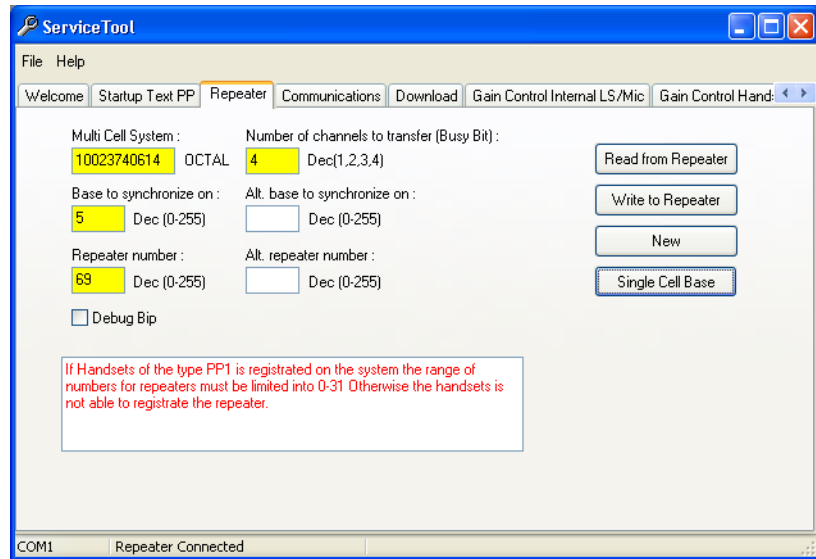 ServiceTool
File Help
Welcome Startup Text PP Repeater Communications Download Gain Control Internal LS/Mic Gain Control Hand
Multi Cell System : Number of channels to transfer (Busy Bit) :
10023740614 OCTAL 4 Dec(1,2,3,4) Read from Repeater
Base to synchronize on : Alt. base to synchronize on : Write to Repeater
5 Dec (0-255) Dec (0-255)
New
Repeater number : Alt. repeater number :
69 Dec (0-255) Dec (0-255) Single Cell Base
Debug Bip
If Handsets of the type PP1 is registrated on the system the range of
numbers for repeaters must be limited into 0-31 Otherwise the handsets is
not able to registrate the repeater.
COM1 Repeater Connected